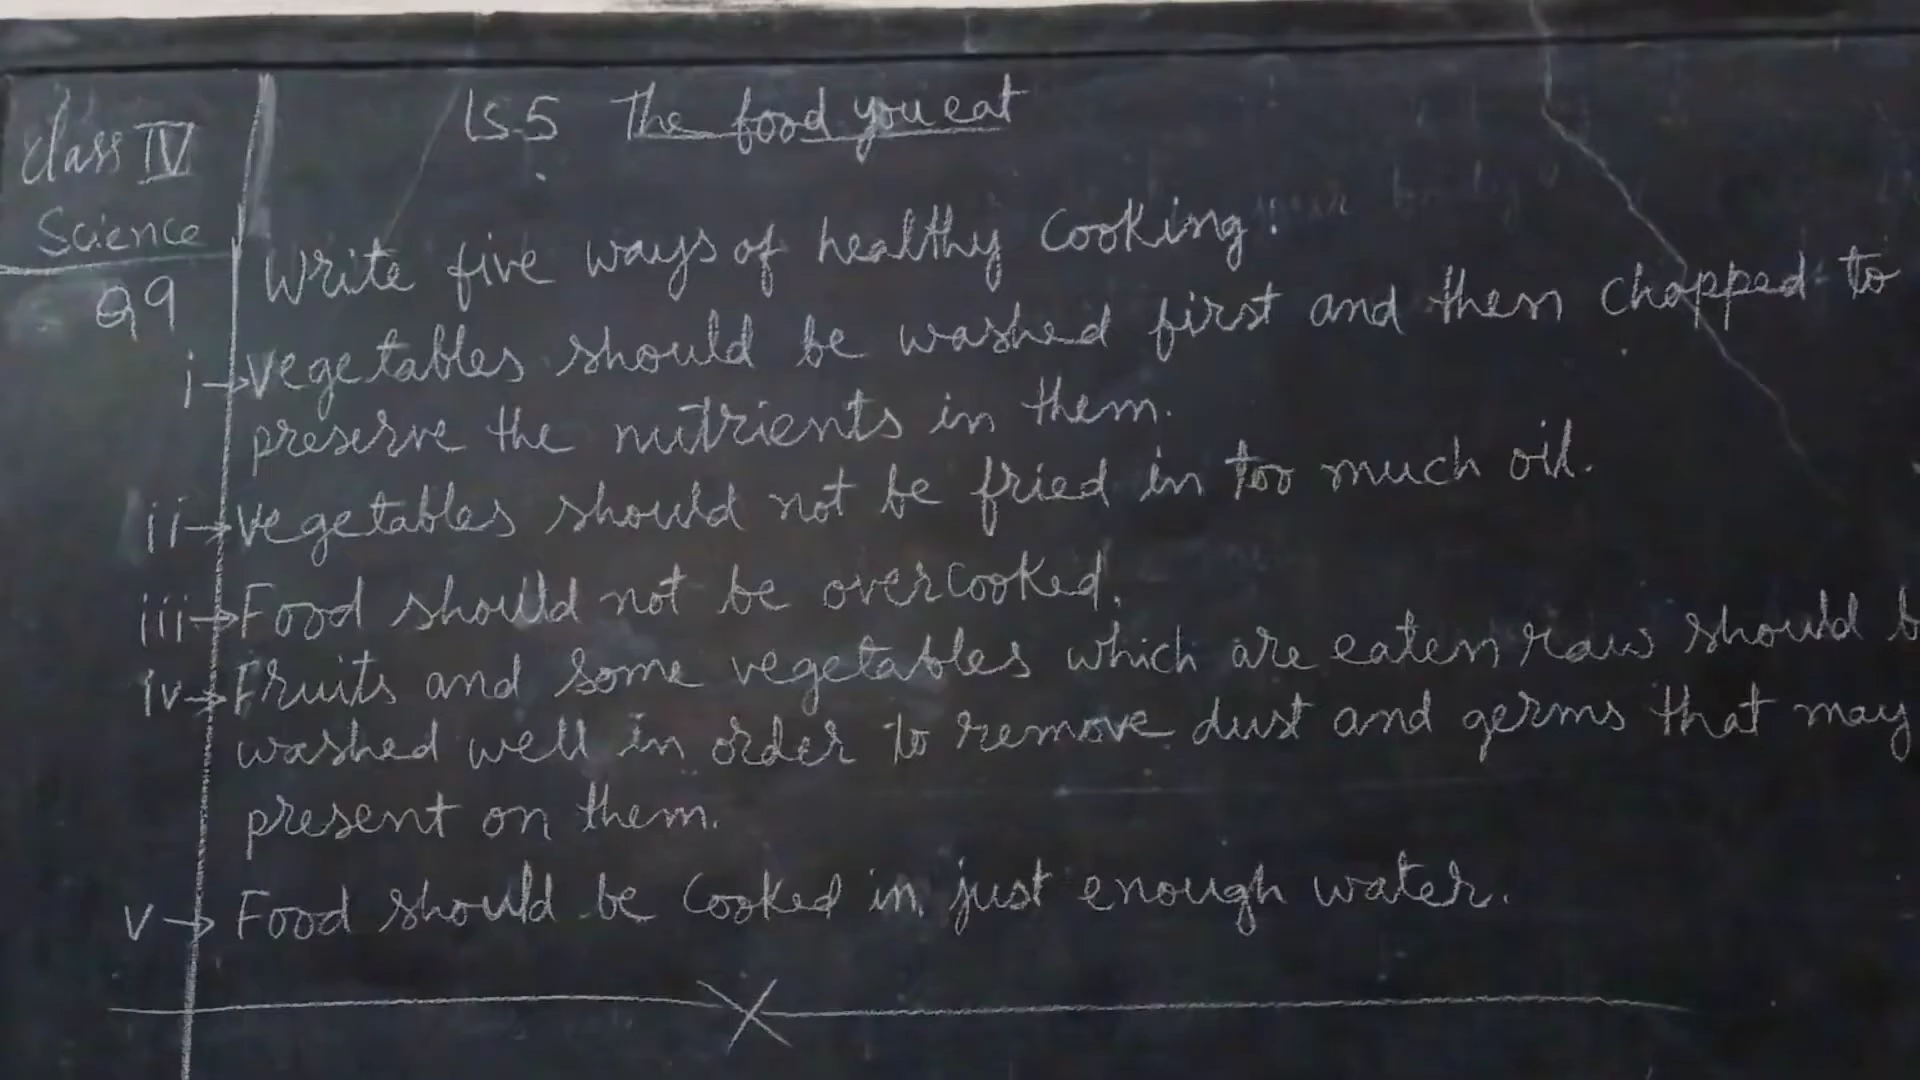 Class IV
Science
Ls.5 The food you eat
Q9 Write five ways of healthy cooking.
i→ Vegetables should be washed first and then chopped to
preserve the nutrients in them.
ii→ Vegetables should not be fried in too much oil.
iii→ Food should not be overcooked.
iv→ Fruits and some vegetables which are eaten raw should b
washed well in order to remove dust and germs that may
present on them.
v→ Food should be cooked in just enough water.